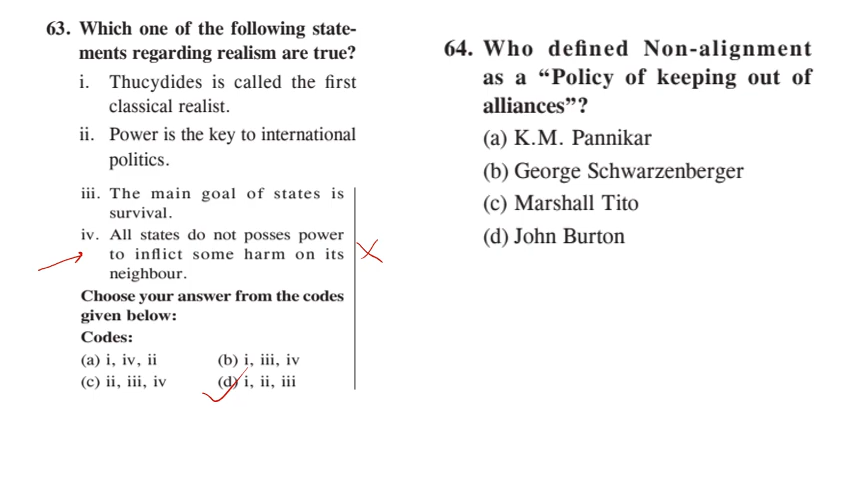 63. Which one of the following state-
ments regarding realism are true?
i. Thucydides is called the first
classical realist.
ii. Power is the key to international
politics.
iii. The main goal of states is
survival.
iv. All states do not posses power
to inflict some harm on its
neighbour.
Choose your answer from the codes
given below:
Codes:
(a) i, iv, ii (b) i, iii, iv
(c) ii, iii, iv (d) i, ii, iii
64. Who defined Non-alignment
as a “Policy of keeping out of
alliances”?
(a) K.M. Pannikar
(b) George Schwarzenberger
(c) Marshall Tito
(d) John Burton